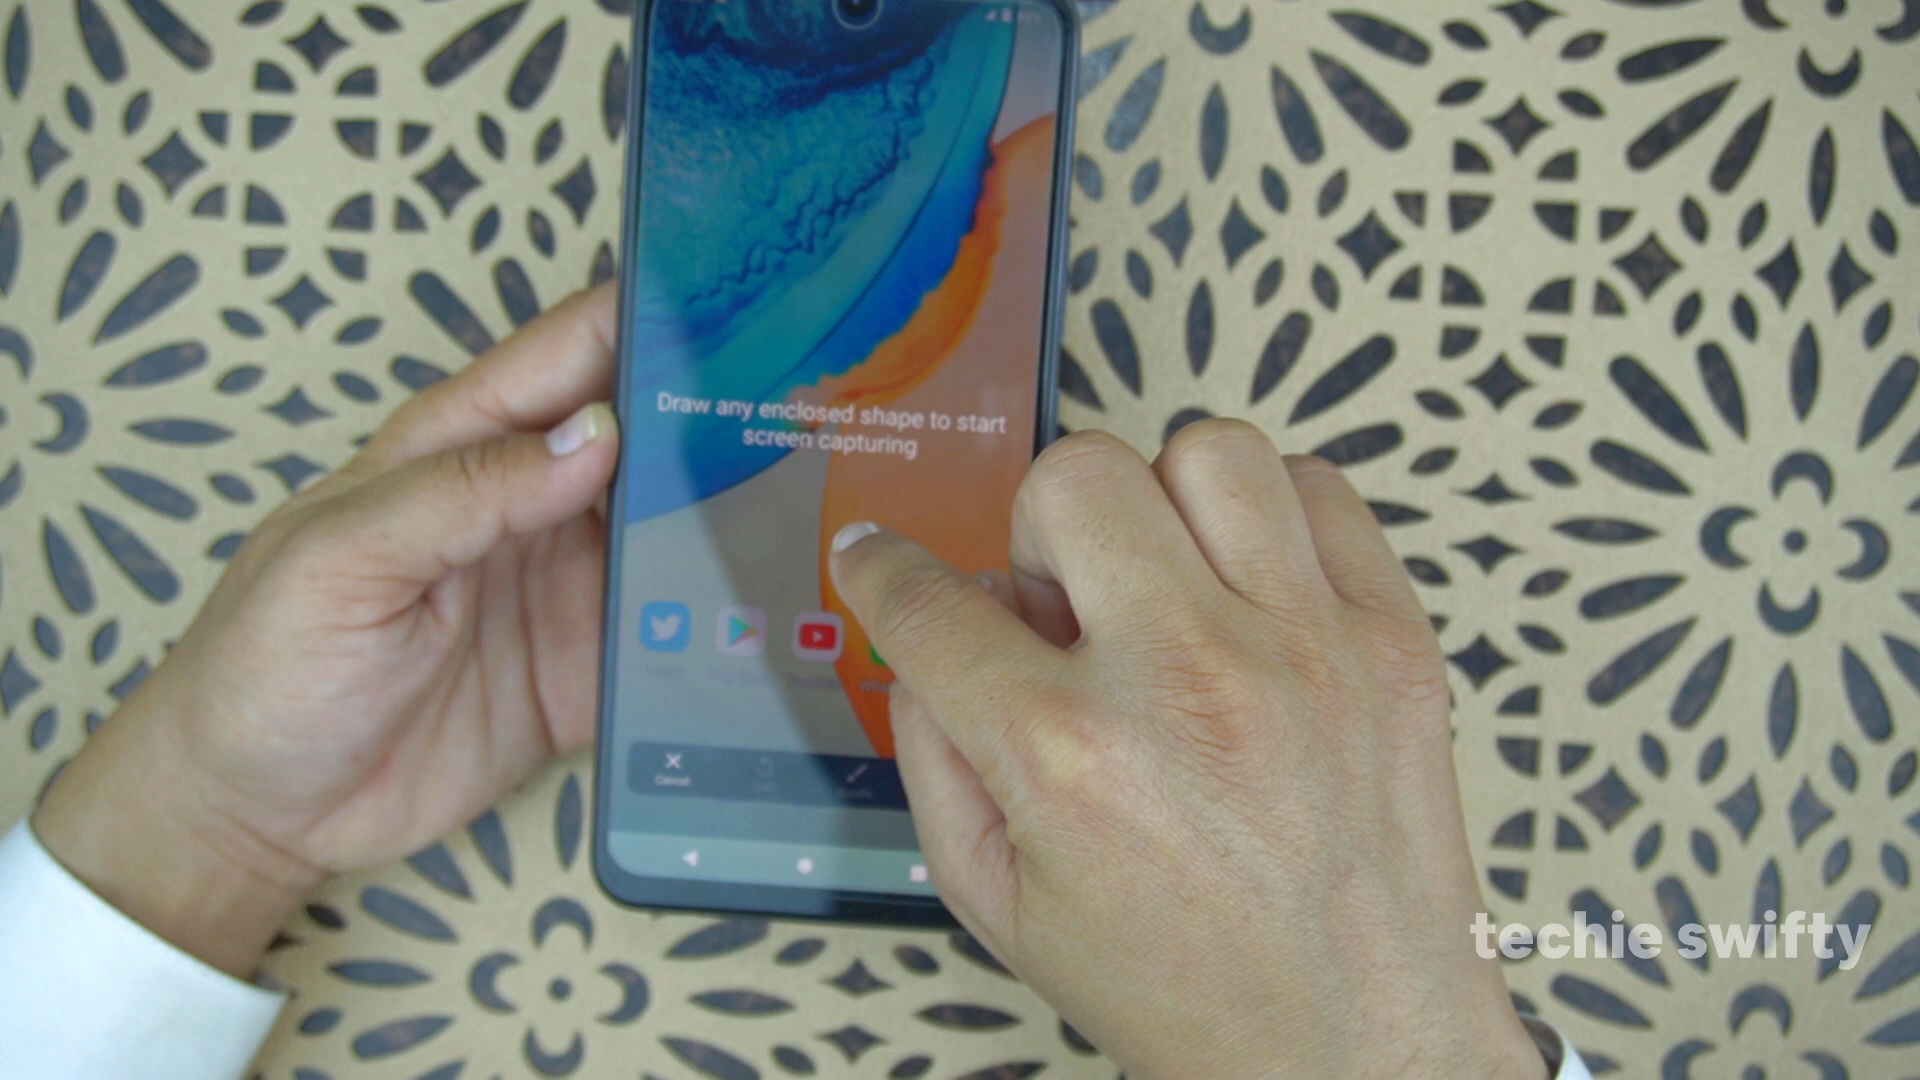 Draw any enclosed shape to start
screen capturing
Cancel
techie swifty